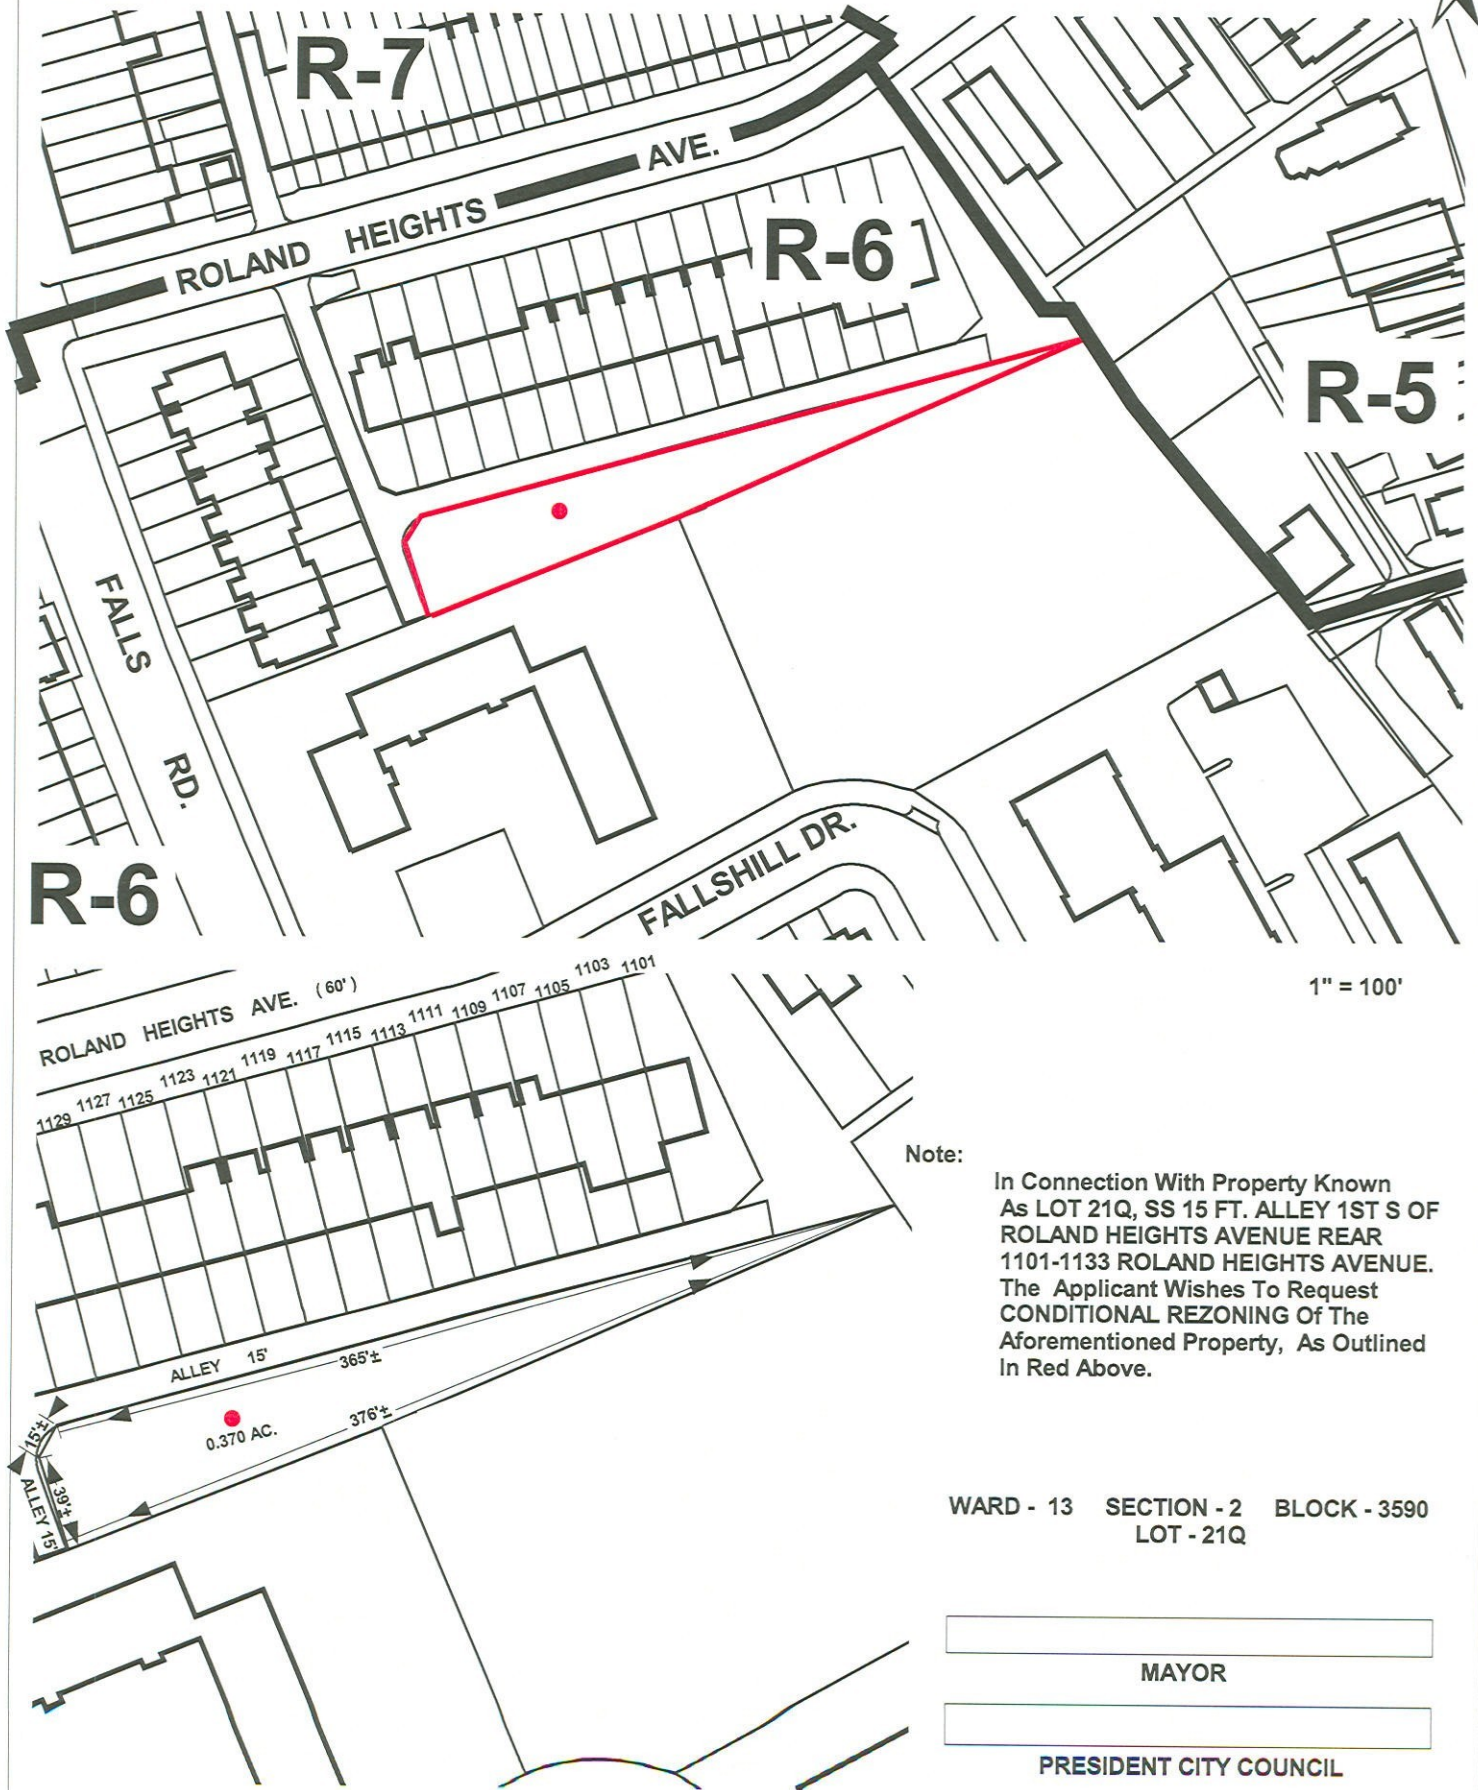 R-7
ROLAND HEIGHTS AVE.
R-6
R-5
FALLS RD.
R-6
FALLSHILL DR.
1" = 100'
ROLAND HEIGHTS AVE. (60')
1129 1127 1125 1123 1121 1119 1117 1115 1113 1111 1109 1107 1105 1103 1101
ALLEY 15'
365'±
376'±
0.370 AC.
15'±
39'±
ALLEY 15'
Note:
In Connection With Property Known
As LOT 21Q, SS 15 FT. ALLEY 1ST S OF
ROLAND HEIGHTS AVENUE REAR
1101-1133 ROLAND HEIGHTS AVENUE.
The Applicant Wishes To Request
CONDITIONAL REZONING Of The
Aforementioned Property, As Outlined
In Red Above.
WARD - 13 SECTION - 2 BLOCK - 3590
LOT - 21Q
MAYOR
PRESIDENT CITY COUNCIL